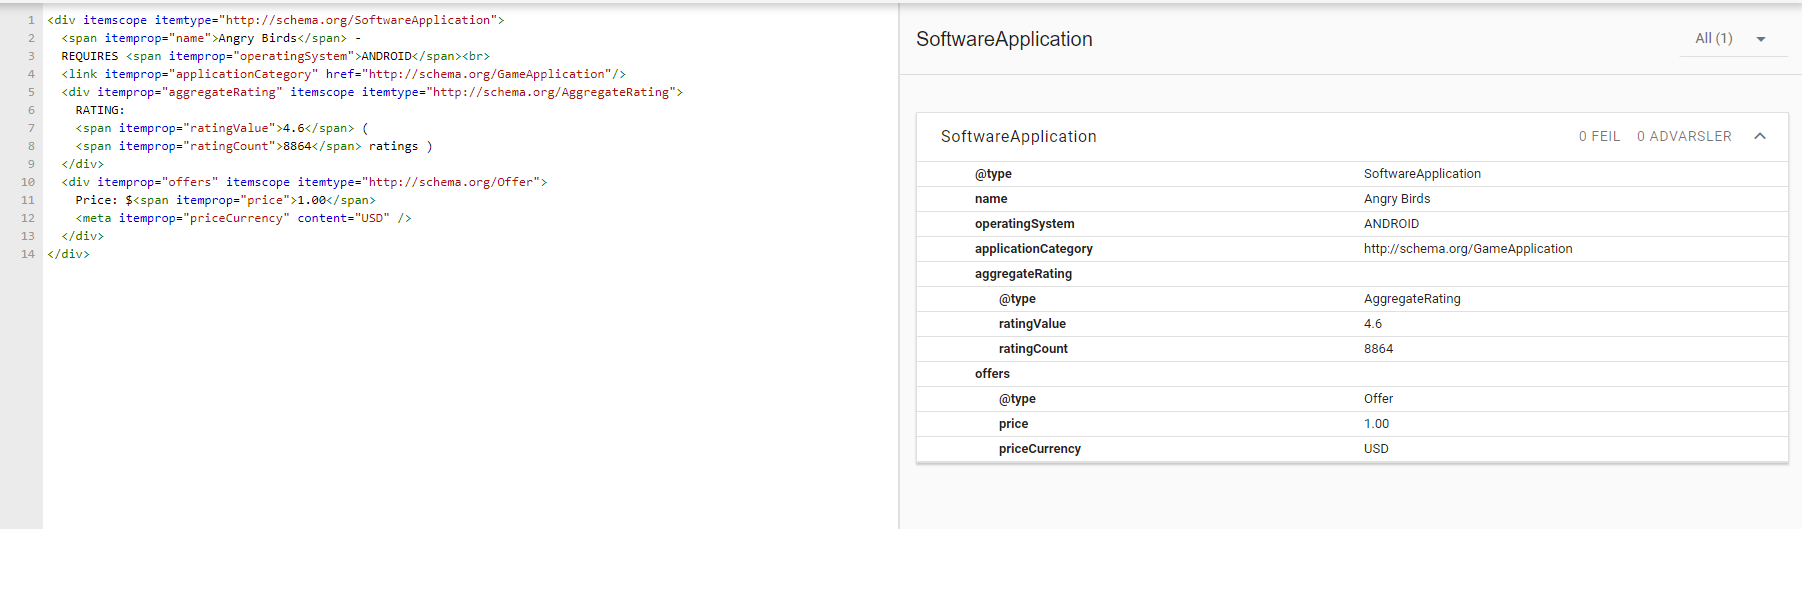 1 <div itemscope itemtype="http://schema.org/SoftwareApplication">
2 <span itemprop="name">Angry Birds</span> -
3 REQUIRES <span itemprop="operatingSystem">ANDROID</span><br>
4 <link itemprop="applicationCategory" href="http://schema.org/GameApplication"/>
5 <div itemprop="aggregateRating" itemscope itemtype="http://schema.org/AggregateRating">
6 RATING:
7 <span itemprop="ratingValue">4.6</span> (
8 <span itemprop="ratingCount">8864</span> ratings )
9 </div>
10 <div itemprop="offers" itemscope itemtype="http://schema.org/Offer">
11 Price: $<span itemprop="price">1.00</span>
12 <meta itemprop="priceCurrency" content="USD" />
13 </div>
14 </div>
SoftwareApplication All (1)
SoftwareApplication 0 FEIL 0 ADVARSLER
@type SoftwareApplication
name Angry Birds
operatingSystem ANDROID
applicationCategory http://schema.org/GameApplication
aggregateRating
@type AggregateRating
ratingValue 4.6
ratingCount 8864
offers
@type Offer
price 1.00
priceCurrency USD